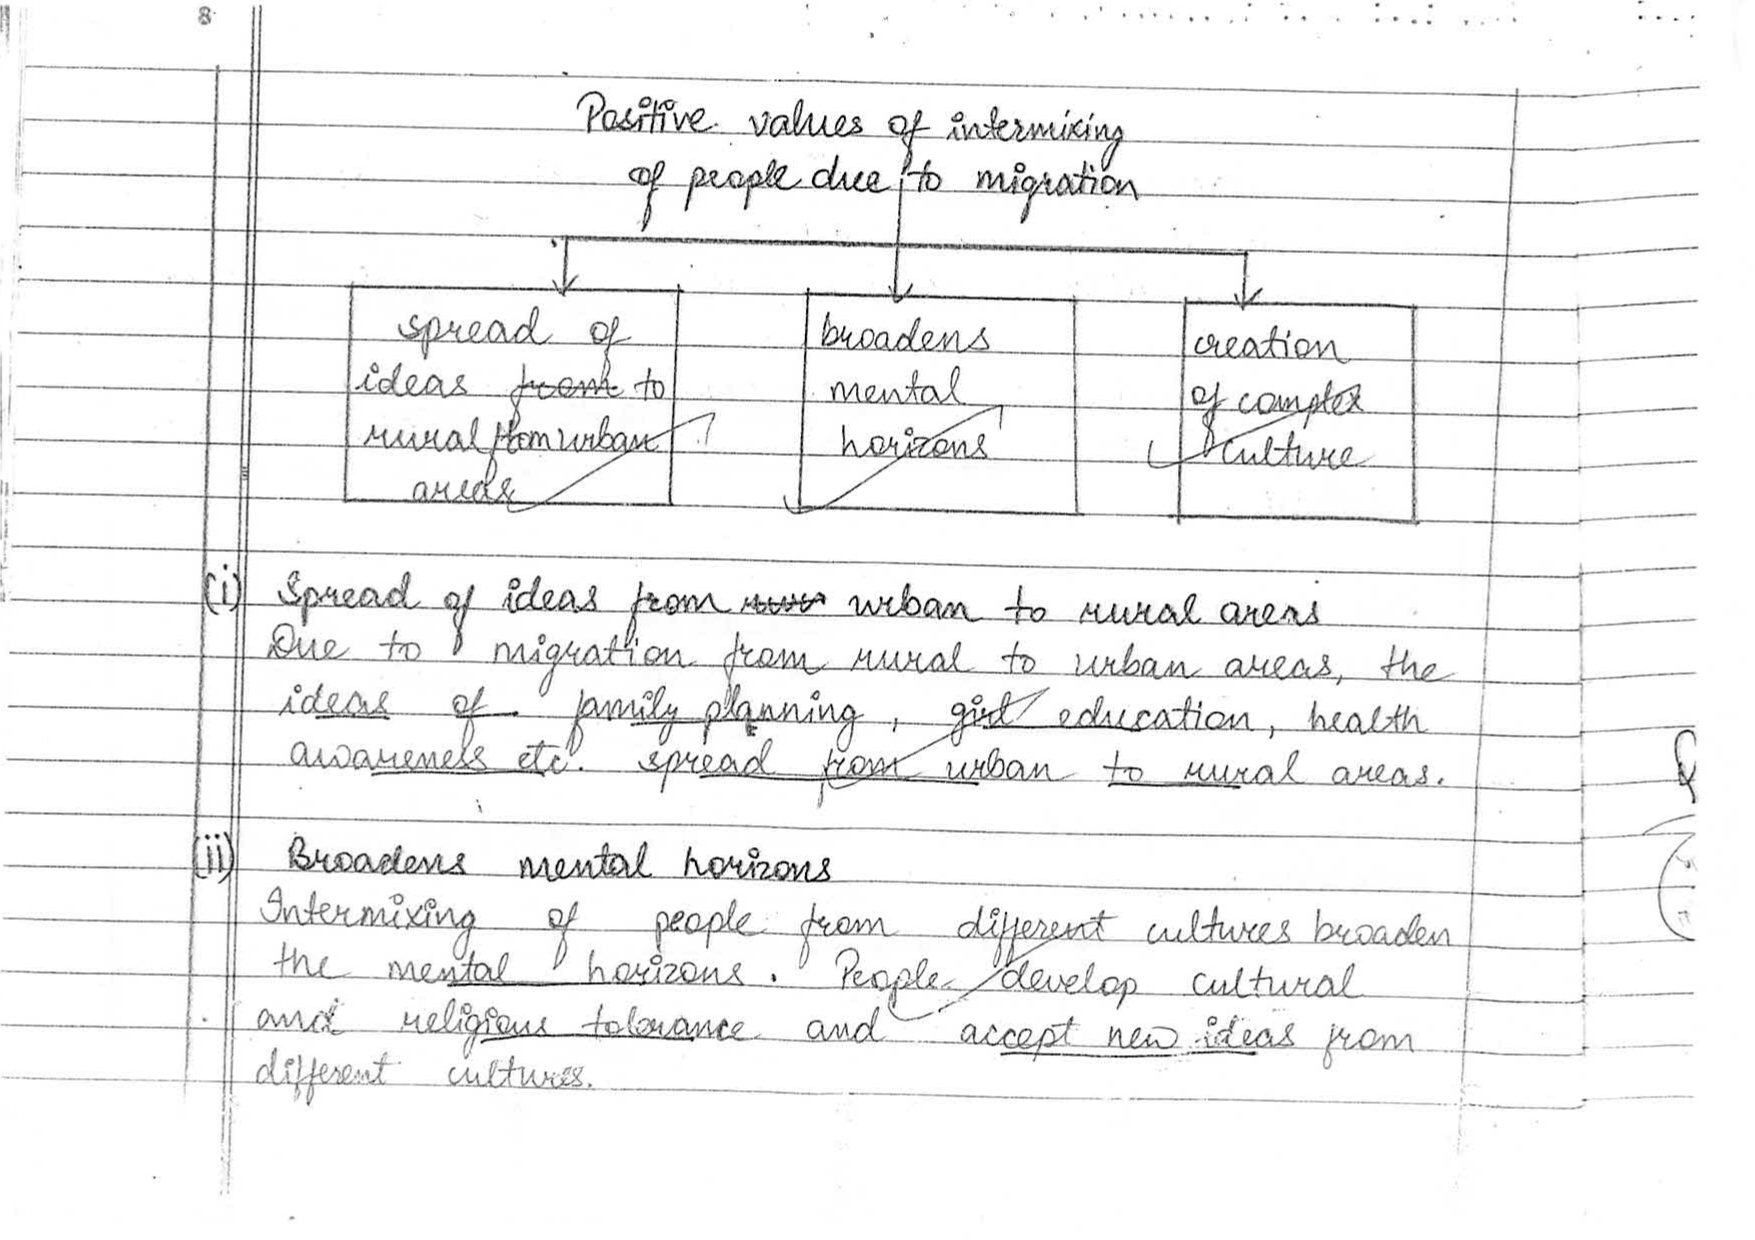 8
Positive values of intermixing
of people due to migration
spread of
ideas from to
rural from urban
areas
broadens
mental
horizons
creation
of complex
culture
(i) Spread of ideas from urban to rural areas
Due to migration from rural to urban areas, the
ideas of family planning, girl education, health
awareness etc. spread from urban to rural areas.
(ii) Broadens mental horizons
Intermixing of people from different cultures broaden
the mental horizons. People develop cultural
and religious tolerance and accept new ideas from
different cultures.